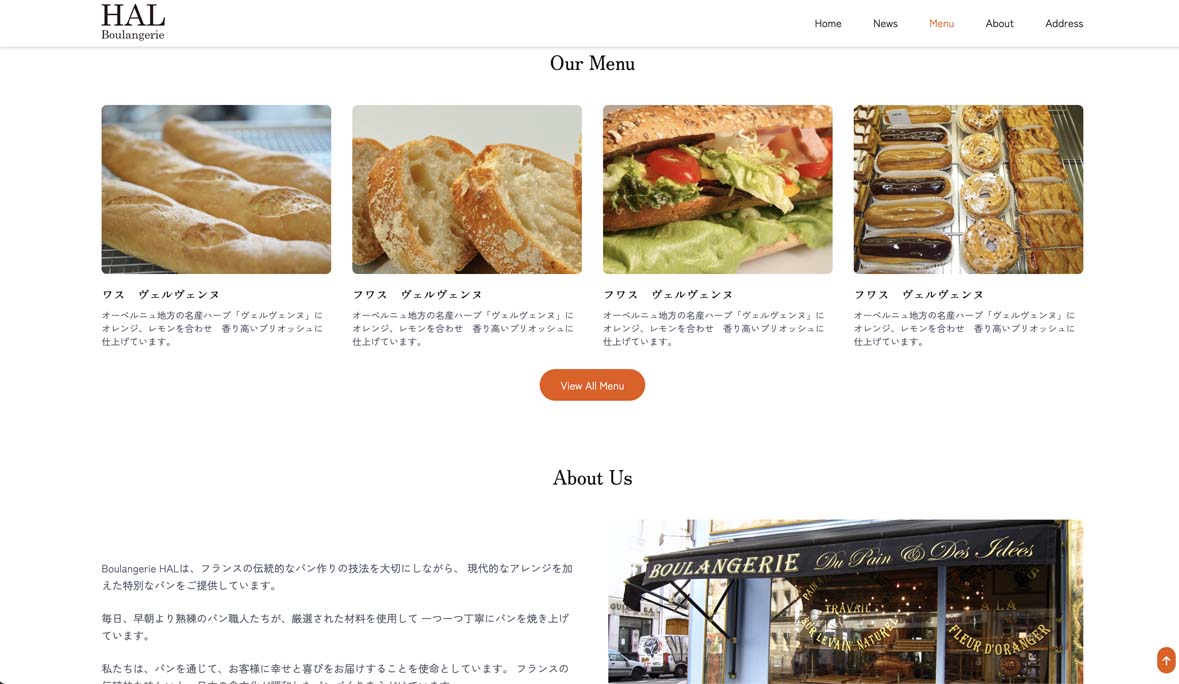 HAL
Boulangerie
Home
News
Menu
About
Address
Our Menu
ワス　ヴェルヴェンヌ
オーベルニュ地方の名産ハーブ「ヴェルヴェンヌ」に
オレンジ、レモンを合わせ　香り高いブリオッシュに
仕上げています。
フワス　ヴェルヴェンヌ
オーベルニュ地方の名産ハーブ「ヴェルヴェンヌ」に
オレンジ、レモンを合わせ　香り高いブリオッシュに
仕上げています。
フワス　ヴェルヴェンヌ
オーベルニュ地方の名産ハーブ「ヴェルヴェンヌ」に
オレンジ、レモンを合わせ　香り高いブリオッシュに
仕上げています。
フワス　ヴェルヴェンヌ
オーベルニュ地方の名産ハーブ「ヴェルヴェンヌ」に
オレンジ、レモンを合わせ　香り高いブリオッシュに
仕上げています。
View All Menu
About Us
Boulangerie HALは、フランスの伝統的なパン作りの技法を大切にしながら、 現代的なアレンジを加
えた特別なパンをご提供しています。
毎日、早朝より熟練のパン職人たちが、厳選された材料を使用して 一つ一つ丁寧にパンを焼き上げ
ています。
私たちは、パンを通じて、お客様に幸せと喜びをお届けすることを使命としています。 フランスの
BOULANGERIE Du Pain & Des Idées
TRAVAIL
SUR LEVAIN NATUREL
A LA
FLEUR D'ORANGER